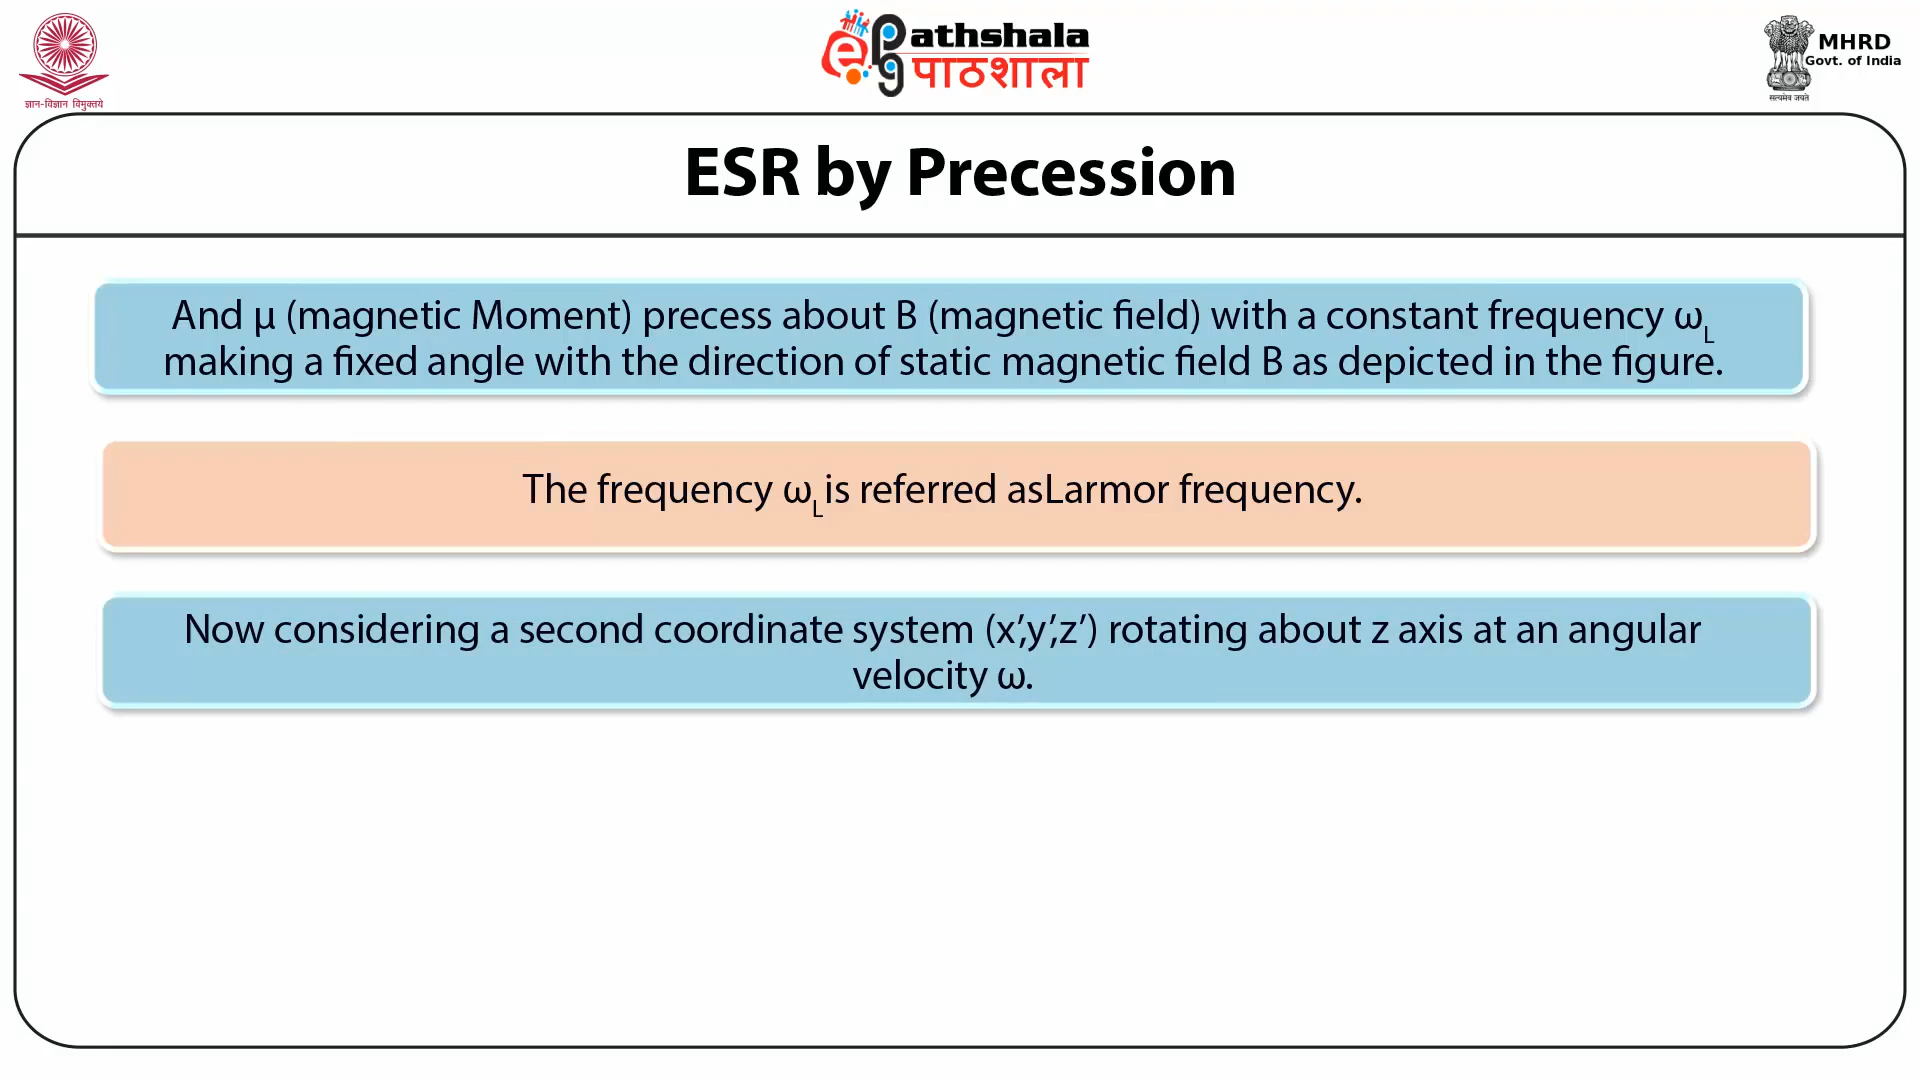 ज्ञान-विज्ञान विमुक्तये
e PG athshala
पाठशाला
MHRD
Govt. of India
सत्यमेव जयते
ESR by Precession
And μ (magnetic Moment) precess about B (magnetic field) with a constant frequency ωL
making a fixed angle with the direction of static magnetic field B as depicted in the figure.
The frequency ωL is referred asLarmor frequency.
Now considering a second coordinate system (x’,y’,z’) rotating about z axis at an angular
velocity ω.